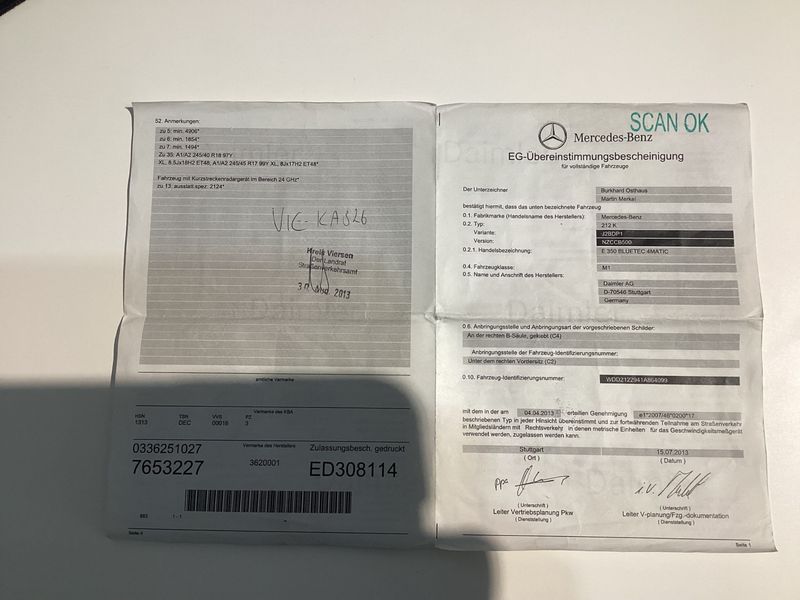 52. Anmerkungen:
zu 5: min. 4906*
zu 6: min. 1854*
zu 7: min. 1494*
Zu 35: A1/A2 245/40 R18 97Y
XL, 8.5Jx18H2 ET48, A1/A2 245/45 R17 99Y XL, 8Jx17H2 ET48*
Fahrzeug mit Kurzstreckenradargerät im Bereich 24 GHz*
zu 13; ausstatt.spez: 2124*
VIE-KA326
Kreis Viersen
Der Landrat
Straßenverkehrsamt
2013
amtliche Vermerke
Vermerke des KBA
HSN TSN VVS PZ
1313 DEC 00018 3
0336251027 Vermerke des Herstellers Zulassungsbesch. gedruckt
7653227 3620001 ED308114
1 - 1
Seite 4
SCAN OK
Mercedes-Benz
EG-Übereinstimmungsbescheinigung
für vollständige Fahrzeuge
Der Unterzeichner Burkhard Osthaus
Martin Merkel
bestätigt hiermit, dass das unten bezeichnete Fahrzeug
0.1. Fabrikmarke (Handelsname des Herstellers): Mercedes-Benz
0.2. Typ: 212 K
Variante: J2BDP1
Version: NZCCB500
0.2.1. Handelsbezeichnung: E 350 BLUETEC 4MATIC
0.4. Fahrzeugklasse: M1
0.5. Name und Anschrift des Herstellers:
Daimler AG
D-70546 Stuttgart
Germany
0.6. Anbringungsstelle und Anbringungsart der vorgeschriebenen Schilder:
An der rechten B-Säule, geklebt (C4)
Anbringungsstelle der Fahrzeug-Identifizierungsnummer:
Unter dem rechten Vordersitz (C2)
0.10. Fahrzeug-Identifizierungsnummer: WDD2122941A864099
mit dem in der am 04.04.2013 erteilten Genehmigung e1*2007/46*0200*17
beschriebenen Typ in jeder Hinsicht übereinstimmt und zur fortwährenden Teilnahme am Straßenverkehr
in Mitgliedsländern mit Rechtsverkehr in denen metrische Einheiten für das Geschwindigkeitsmeßgerät
verwendet werden, zugelassen werden kann.
Stuttgart 15.07.2013
( Ort ) ( Datum )
ppa i.V.
( Unterschrift ) ( Unterschrift )
Leiter Vertriebsplanung Pkw Leiter V-planung/Fzg.-dokumentation
( Dienststellung ) ( Dienststellung )
Seite 1